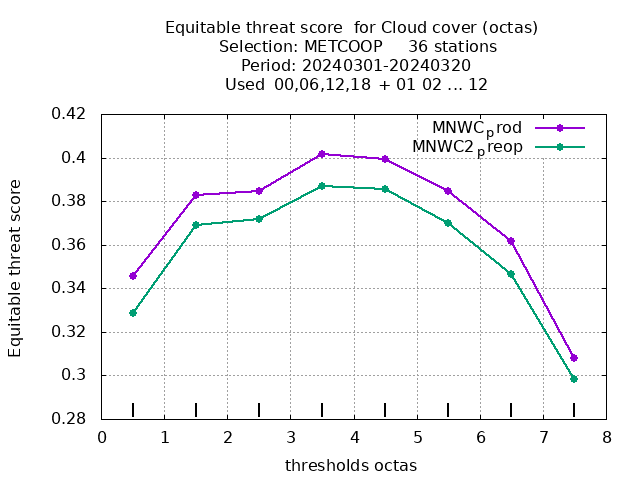 Equitable threat score  for Cloud cover (octas)
Selection: METCOOP     36 stations
Period: 20240301-20240320
Used  00,06,12,18  + 01 02 ... 12
MNWCprod
MNWC2preop
Equitable threat score
0.42
0.4
0.38
0.36
0.34
0.32
0.3
0.28
0 1 2 3 4 5 6 7 8
thresholds octas